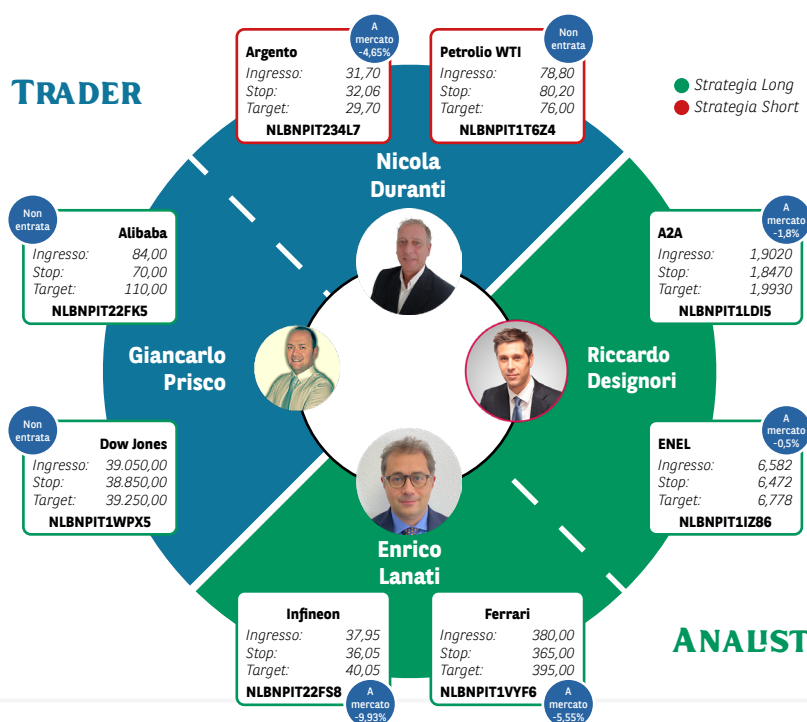 TRADER
A
mercato
-4,65%
Argento
Ingresso: 31,70
Stop: 32,06
Target: 29,70
NLBNPIT234L7
Non
entrata
Petrolio WTI
Ingresso: 78,80
Stop: 80,20
Target: 76,00
NLBNPIT1T6Z4
Strategia Long
Strategia Short
Nicola
Duranti
Non
entrata
Alibaba
Ingresso: 84,00
Stop: 70,00
Target: 110,00
NLBNPIT22FK5
A
mercato
-1,8%
A2A
Ingresso: 1,9020
Stop: 1,8470
Target: 1,9930
NLBNPIT1LDI5
Giancarlo
Prisco
Riccardo
Designori
Non
entrata
Dow Jones
Ingresso: 39.050,00
Stop: 38.850,00
Target: 39.250,00
NLBNPIT1WPX5
A
mercato
-0,5%
ENEL
Ingresso: 6,582
Stop: 6,472
Target: 6,778
NLBNPIT1IZ86
Enrico
Lanati
Infineon
Ingresso: 37,95
Stop: 36,05
Target: 40,05
NLBNPIT22FS8
A
mercato
-9,93%
Ferrari
Ingresso: 380,00
Stop: 365,00
Target: 395,00
NLBNPIT1VYF6
A
mercato
-5,55%
ANALIST